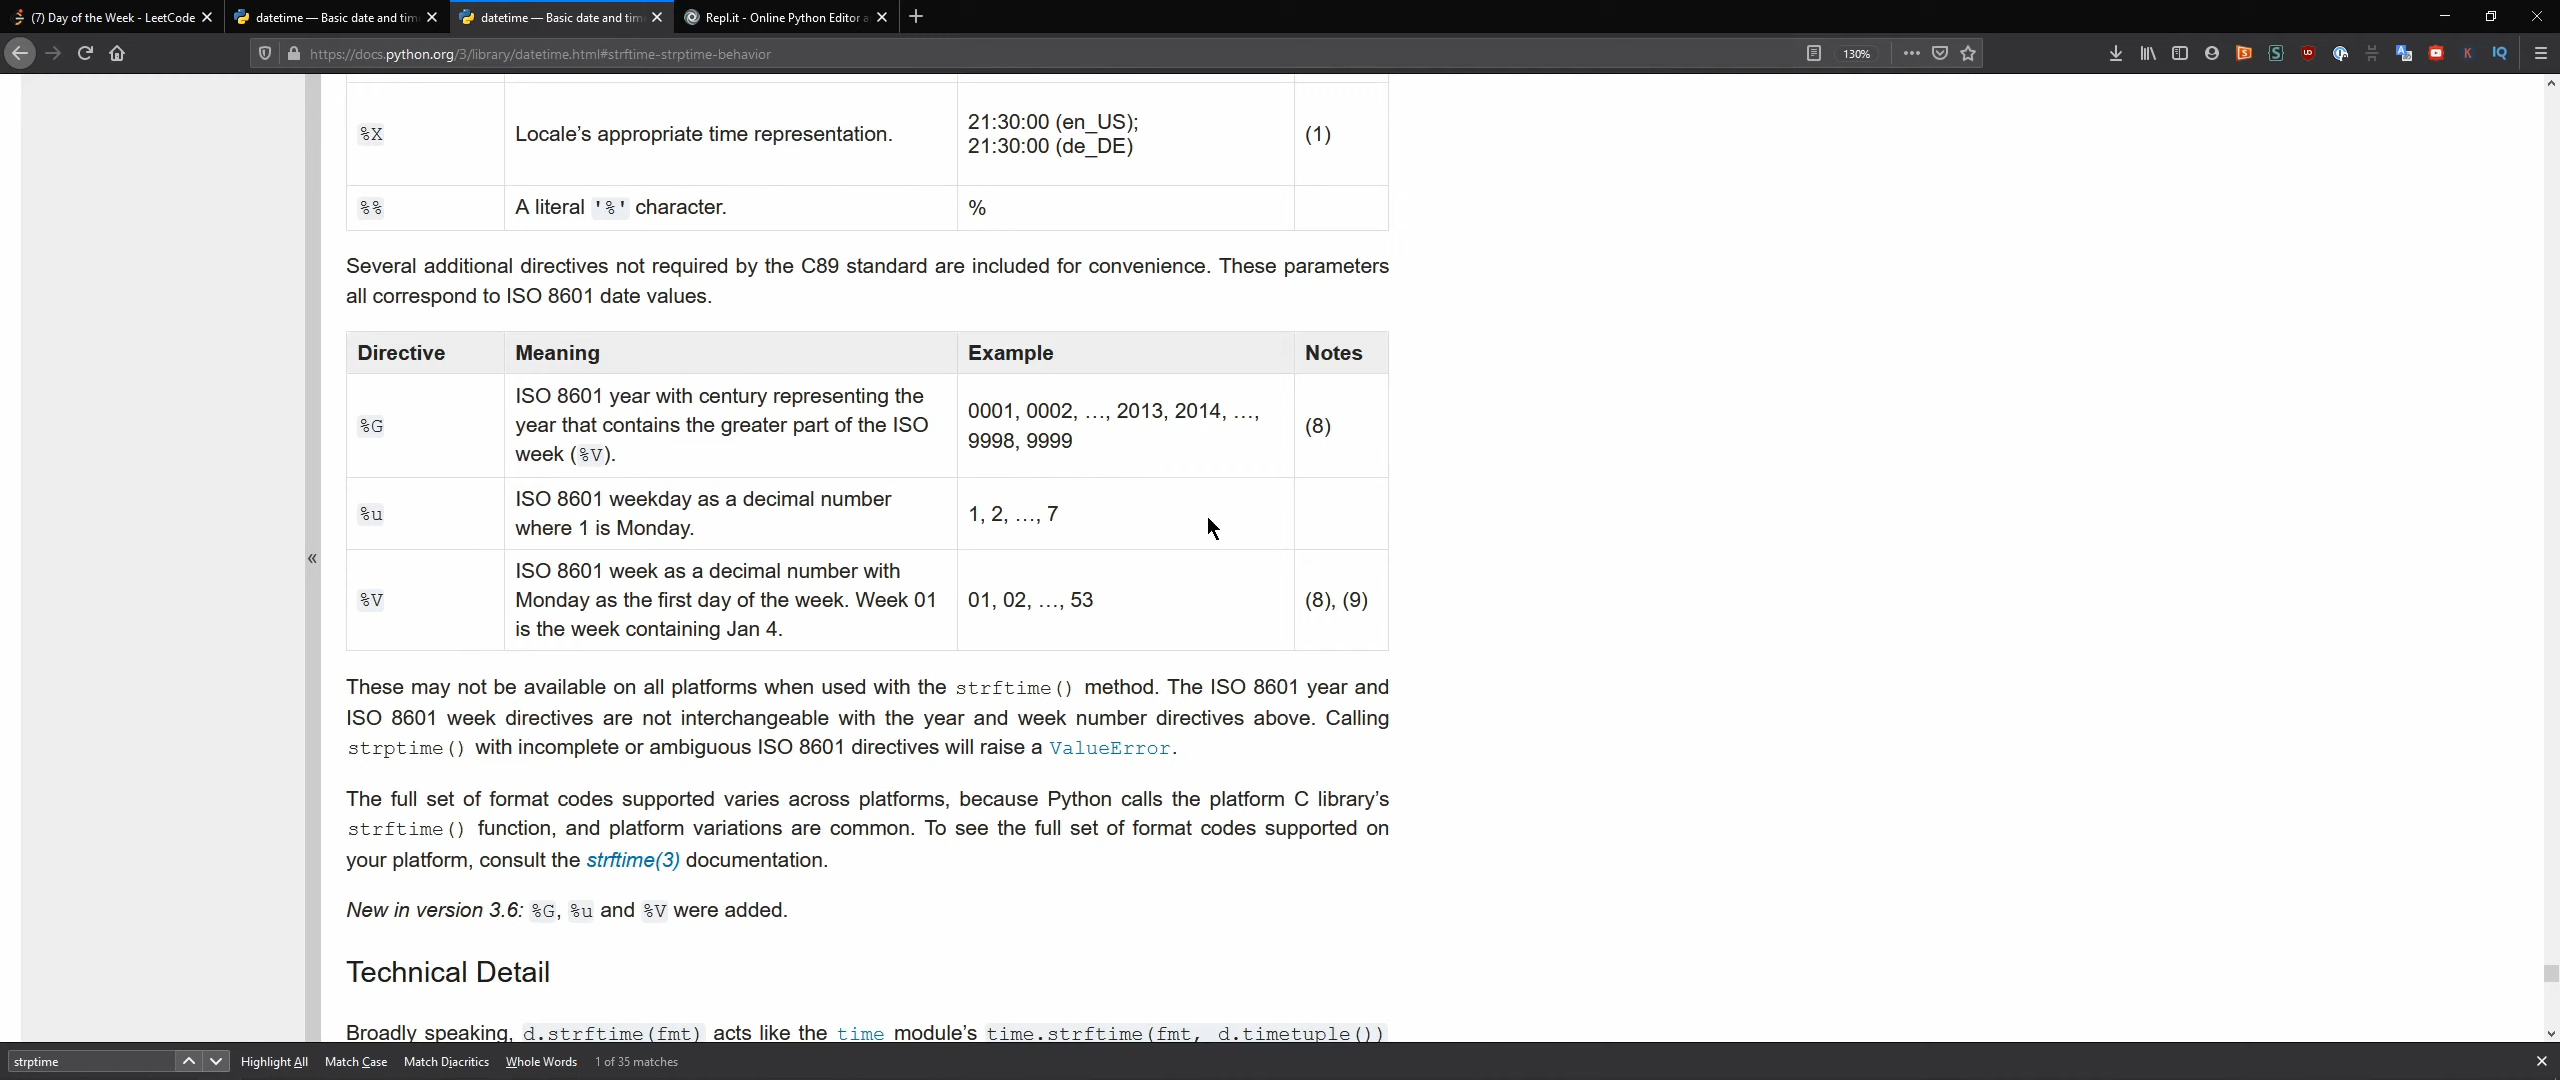 (7) Day of the Week - LeetCode
datetime — Basic date and tim
datetime — Basic date and tim
Repl.it - Online Python Editor a
https://docs.python.org/3/library/datetime.html#strftime-strptime-behavior
130%
%X
Locale’s appropriate time representation.
21:30:00 (en_US);
21:30:00 (de_DE)
(1)
%%
A literal '%' character.
%
Several additional directives not required by the C89 standard are included for convenience. These parameters
all correspond to ISO 8601 date values.
Directive
Meaning
Example
Notes
%G
ISO 8601 year with century representing the
year that contains the greater part of the ISO
week (%V).
0001, 0002, …, 2013, 2014, …,
9998, 9999
(8)
%u
ISO 8601 weekday as a decimal number
where 1 is Monday.
1, 2, …, 7
%V
ISO 8601 week as a decimal number with
Monday as the first day of the week. Week 01
is the week containing Jan 4.
01, 02, …, 53
(8), (9)
These may not be available on all platforms when used with the strftime() method. The ISO 8601 year and
ISO 8601 week directives are not interchangeable with the year and week number directives above. Calling
strptime() with incomplete or ambiguous ISO 8601 directives will raise a ValueError.
The full set of format codes supported varies across platforms, because Python calls the platform C library’s
strftime() function, and platform variations are common. To see the full set of format codes supported on
your platform, consult the strftime(3) documentation.
New in version 3.6: %G, %u and %V were added.
Technical Detail
Broadly speaking, d.strftime(fmt) acts like the time module’s time.strftime(fmt, d.timetuple())
«
strptime
Highlight All
Match Case
Match Diacritics
Whole Words
1 of 35 matches